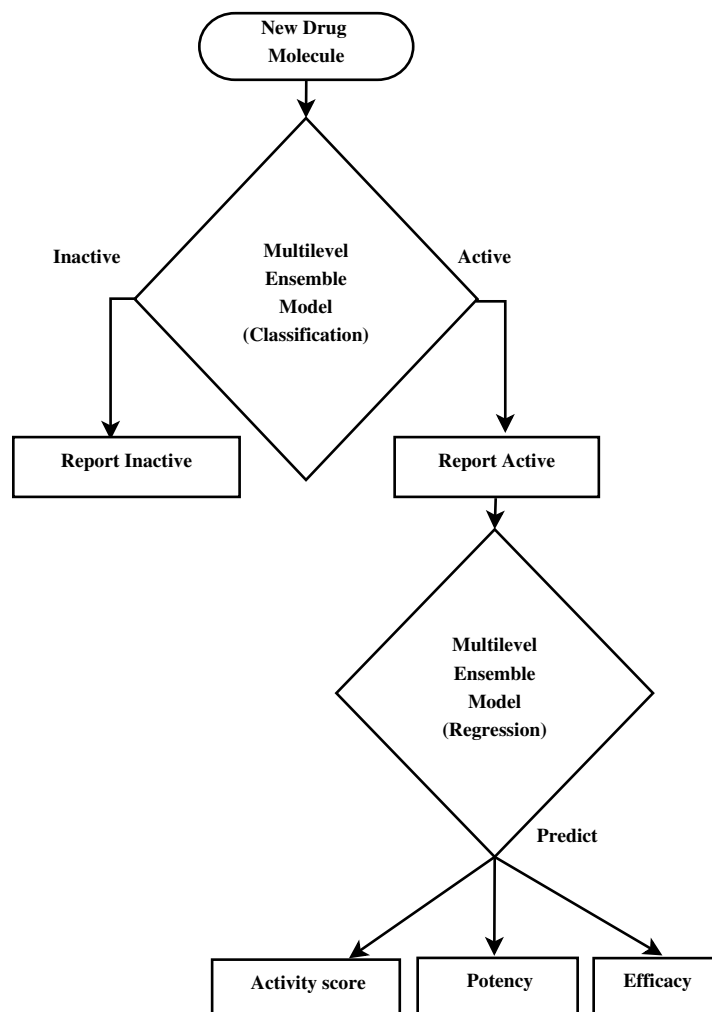 New Drug
Molecule
Inactive
Active
Multilevel
Ensemble
Model
(Classification)
Report Inactive
Report Active
Multilevel
Ensemble
Model
(Regression)
Predict
Activity score
Potency
Efficacy